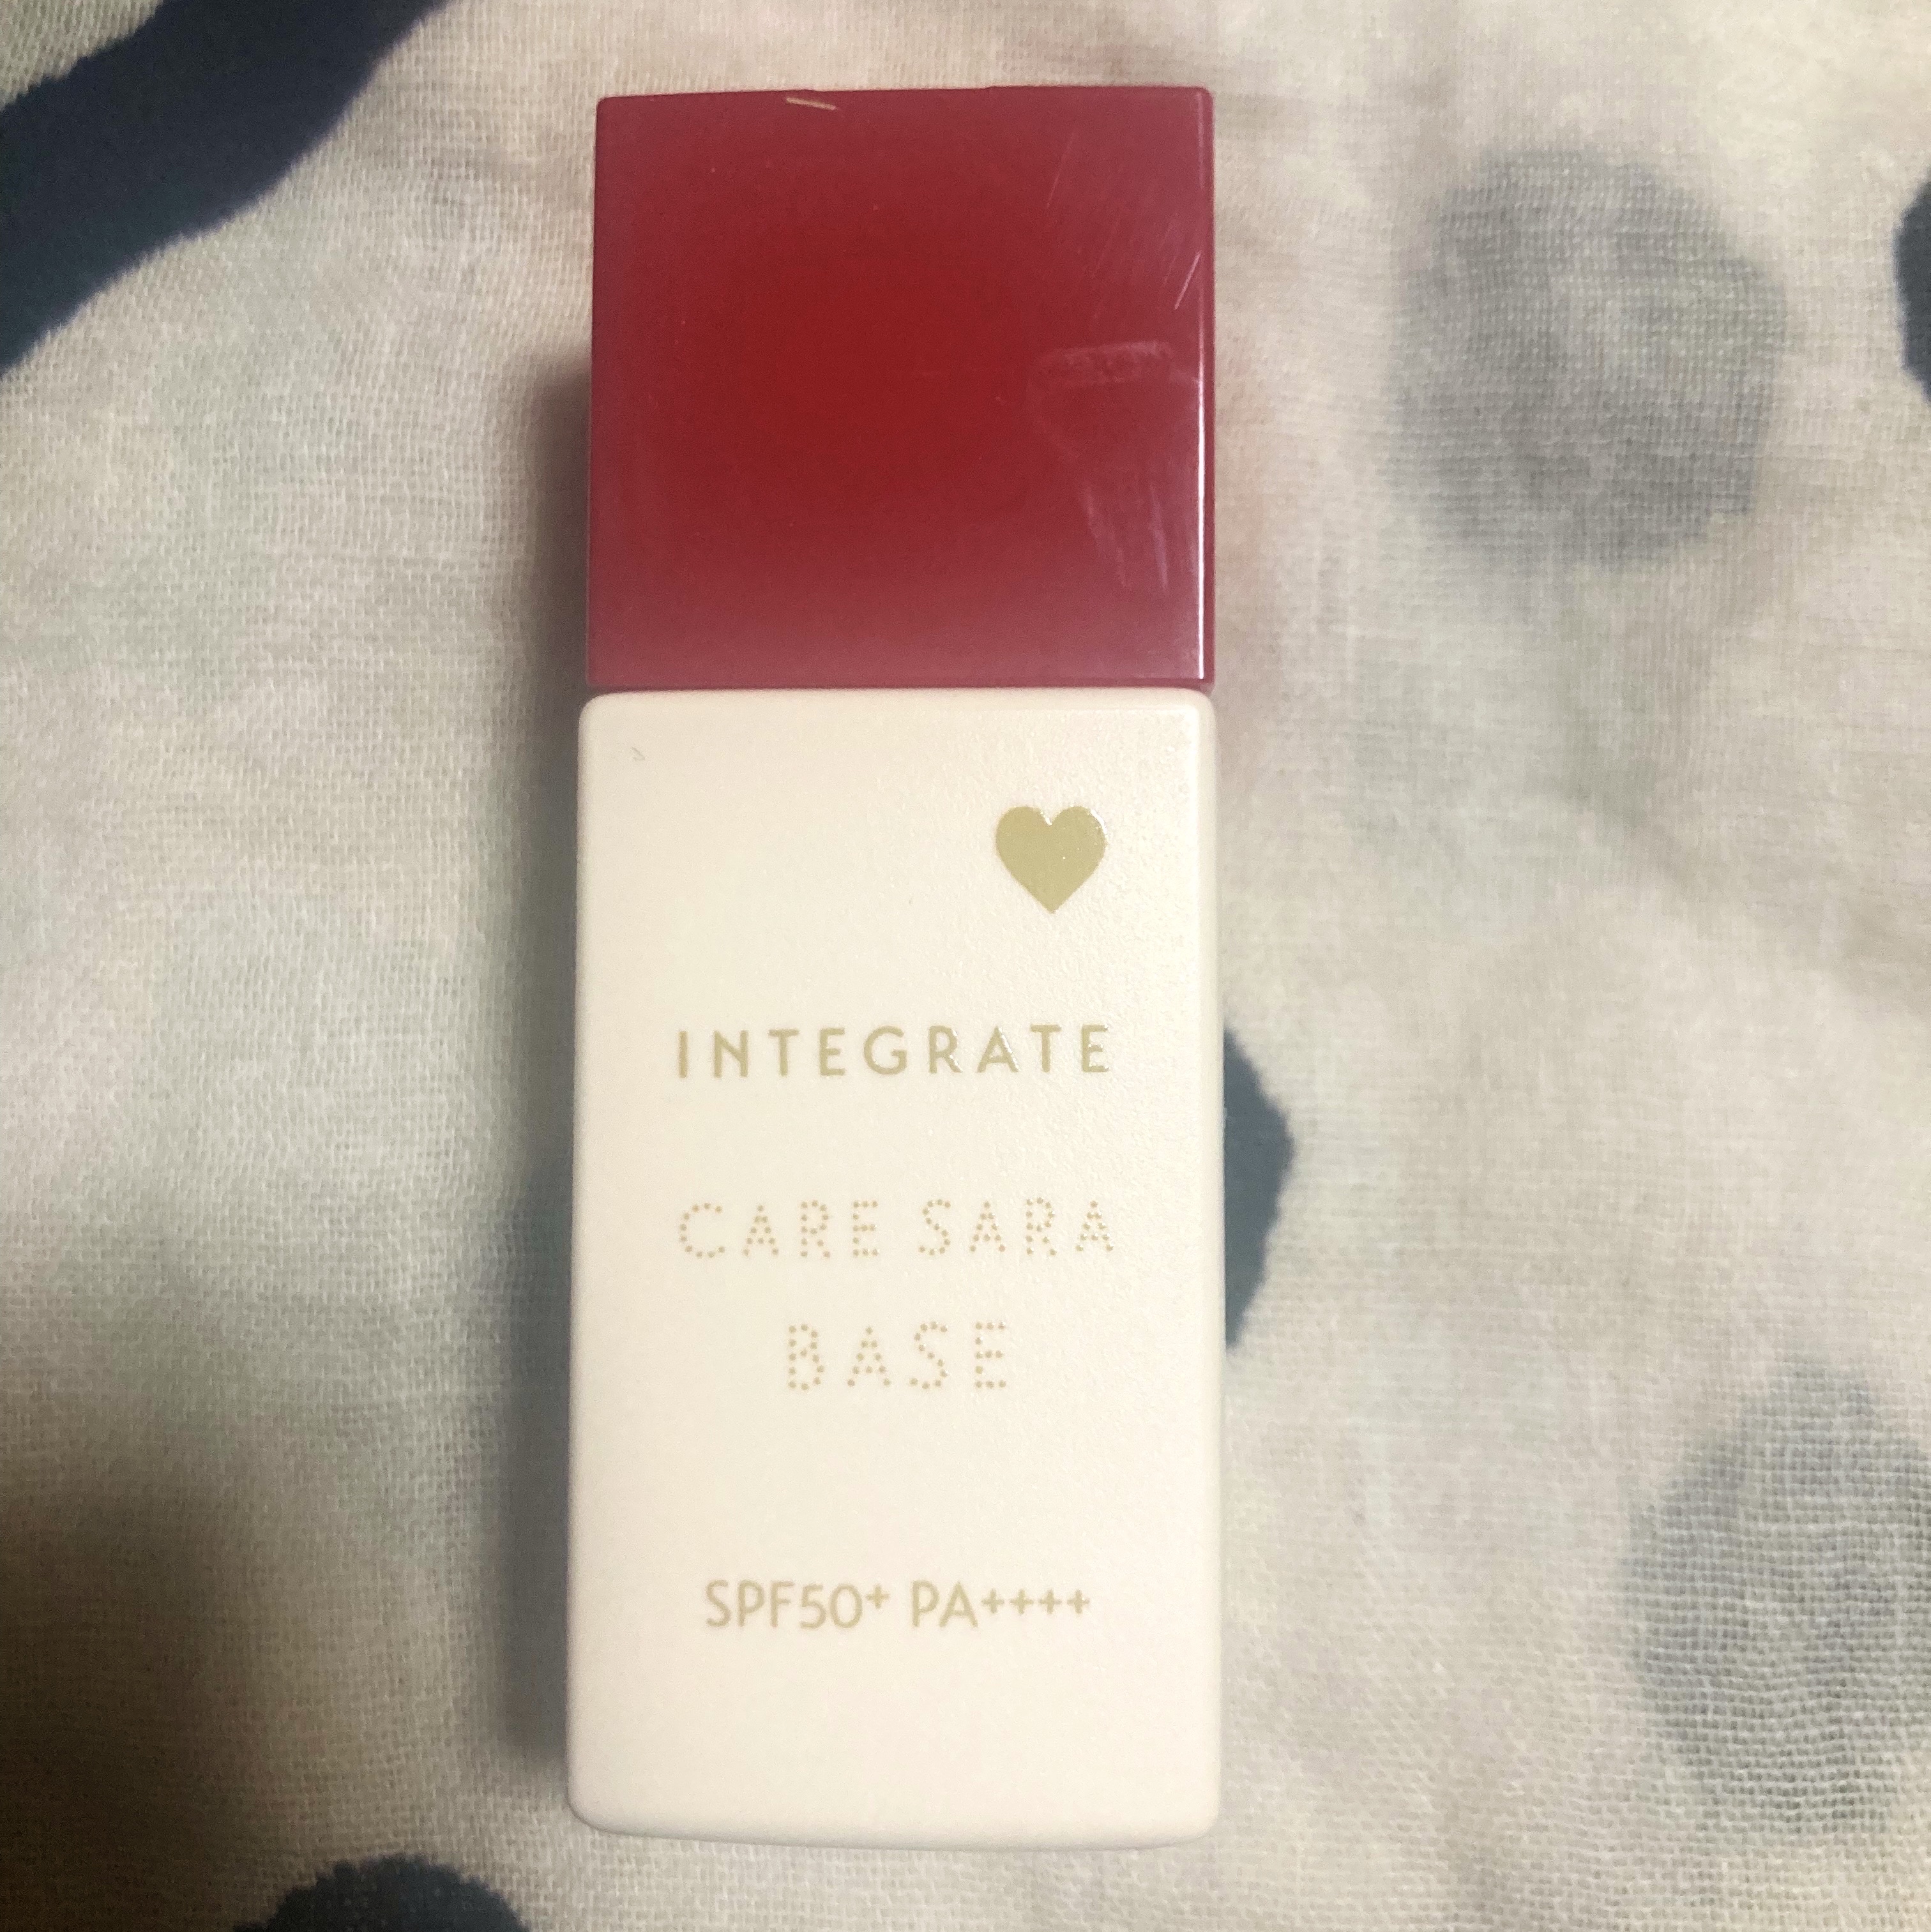 INTEGRATE
CARE SARA
BASE
SPF50+ PA++++